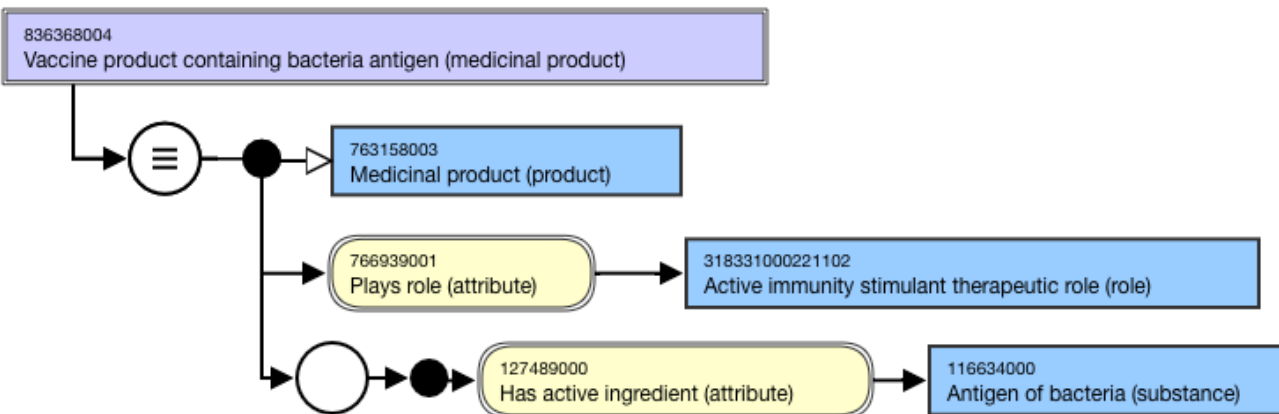 836368004
Vaccine product containing bacteria antigen (medicinal product)
763158003
Medicinal product (product)
766939001
Plays role (attribute)
318331000221102
Active immunity stimulant therapeutic role (role)
127489000
Has active ingredient (attribute)
116634000
Antigen of bacteria (substance)